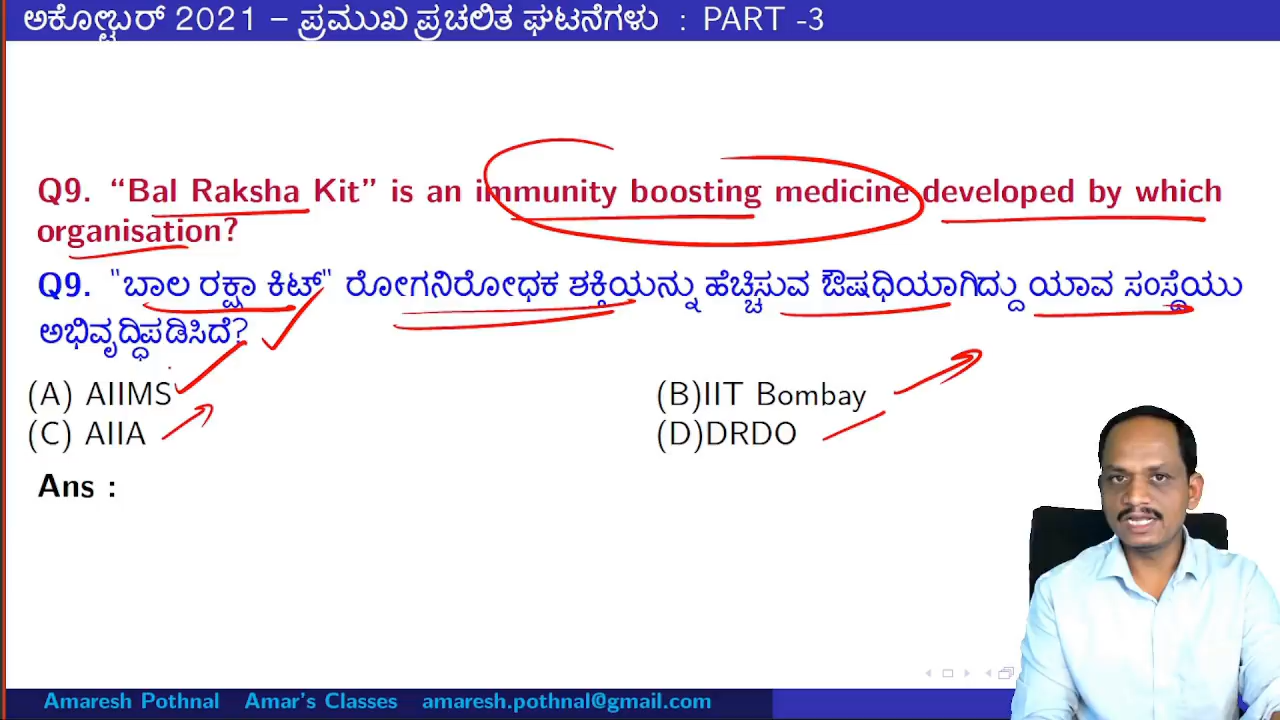 ಅಕೋಬ್ಟರ್ 2021 – ಪ್ರಮುಖ ಪ್ರಚಲಿತ ಘಟನೆಗಳು : PART -3
Q9. “Bal Raksha Kit” is an immunity boosting medicine developed by which
organisation?
Q9. "ಬಾಲ ರಕ್ಷಾ ಕಿಟ್" ರೋಗನಿರೋಧಕ ಶಕ್ತಿಯನ್ನು ಹೆಚ್ಚಿಸುವ ಔಷಧಿಯಾಗಿದ್ದು ಯಾವ ಸಂಸ್ಥೆಯು
ಅಭಿವೃದ್ಧಿಪಡಿಸಿದೆ?
(A) AIIMS (B)IIT Bombay
(C) AIIA (D)DRDO
Ans :
Amaresh Pothnal Amar's Classes amaresh.pothnal@gmail.com